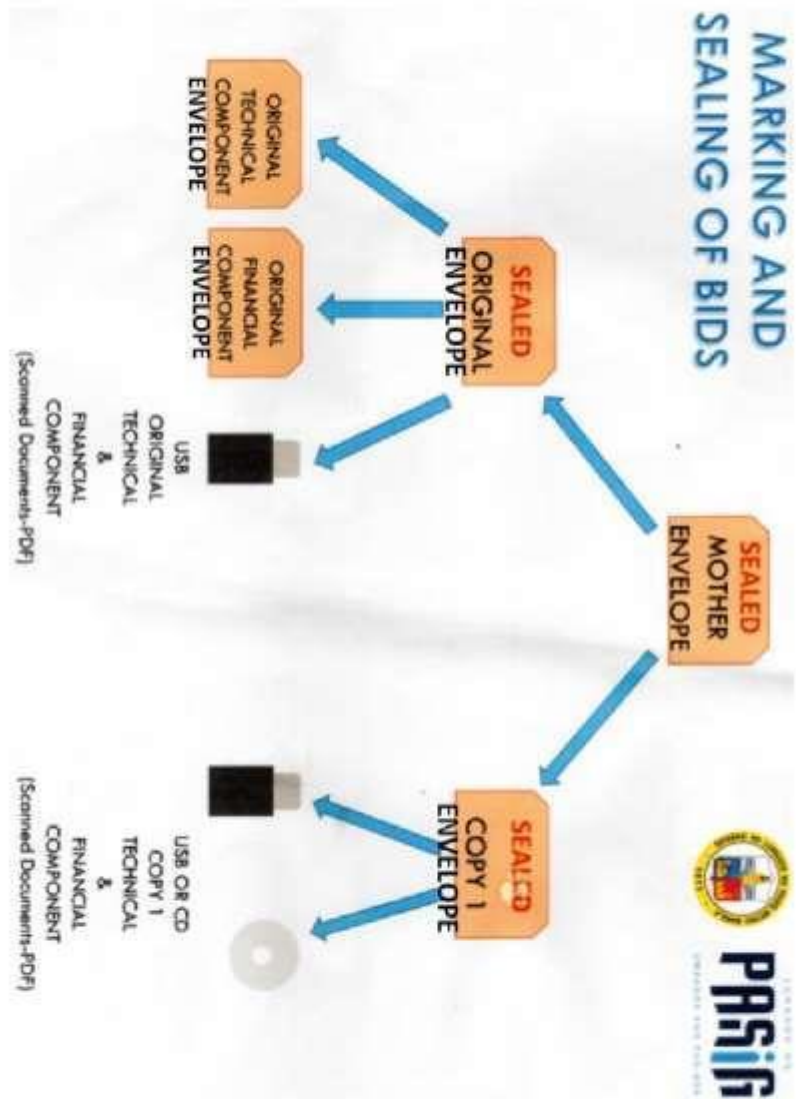 MARKING AND
SEALING OF BIDS
PASiG
SEALED
MOTHER
ENVELOPE
SEALED
ORIGINAL
ENVELOPE
SEALED
COPY 1
ENVELOPE
ORIGINAL
TECHNICAL
COMPONENT
ENVELOPE
ORIGINAL
FINANCIAL
COMPONENT
ENVELOPE
USB
ORIGINAL
TECHNICAL
&
FINANCIAL
COMPONENT
(Scanned Documents-PDF)
USB OR CD
COPY 1
TECHNICAL
&
FINANCIAL
COMPONENT
(Scanned Documents-PDF)